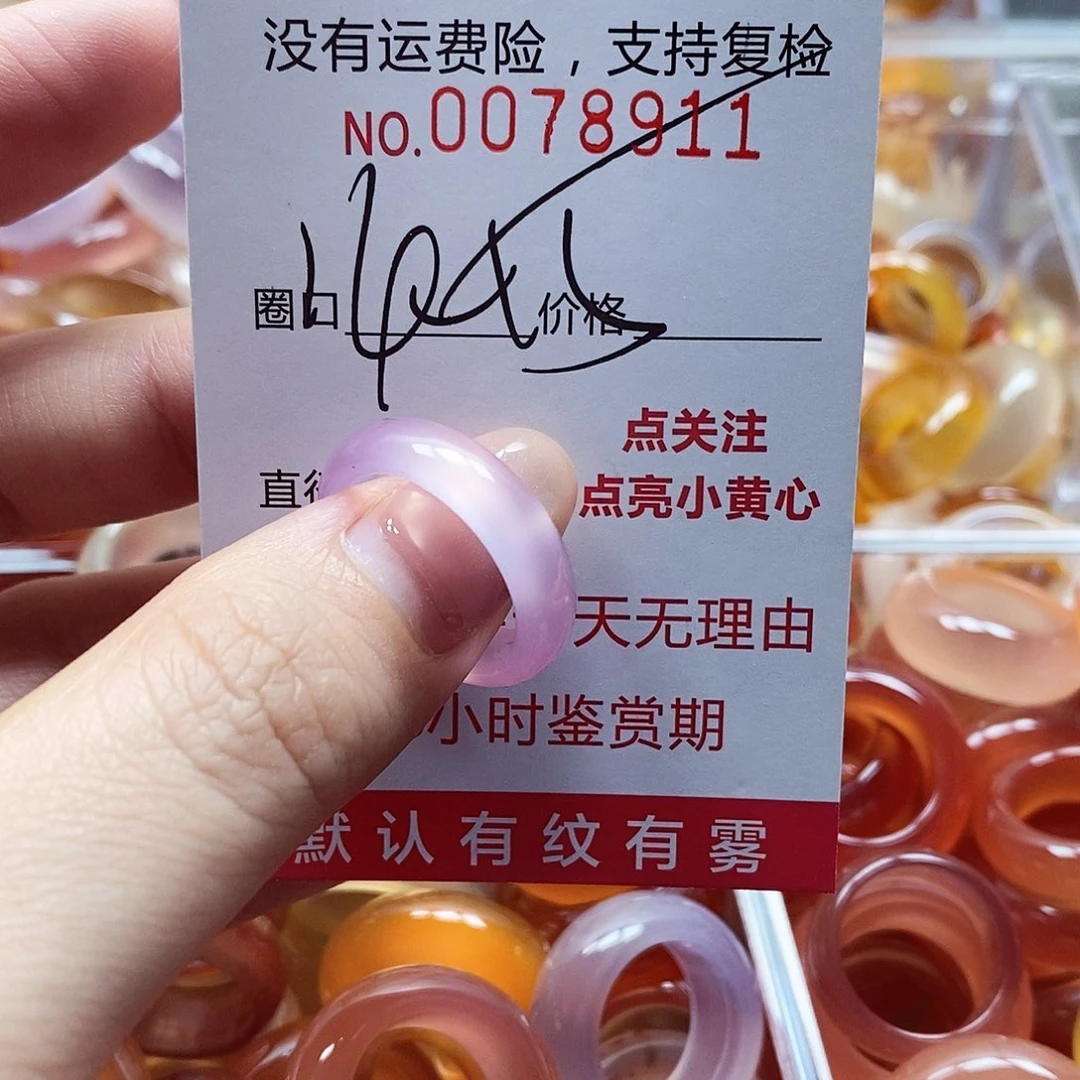 没有运费险，支持复检
NO.0078911
圈口 价格
点关注
直径 点亮小黄心
天无理由
小时鉴赏期
默认有纹有雾